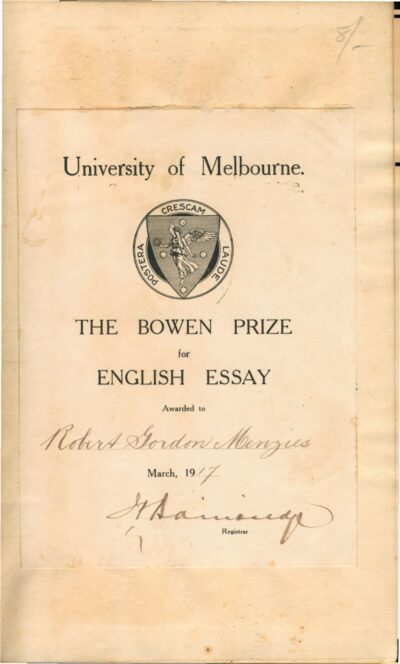 8/-
University of Melbourne.
POSTERA CRESCAM LAUDE
THE BOWEN PRIZE
for
ENGLISH ESSAY
Awarded to
Robert Gordon Menzies
March, 1917
Registrar